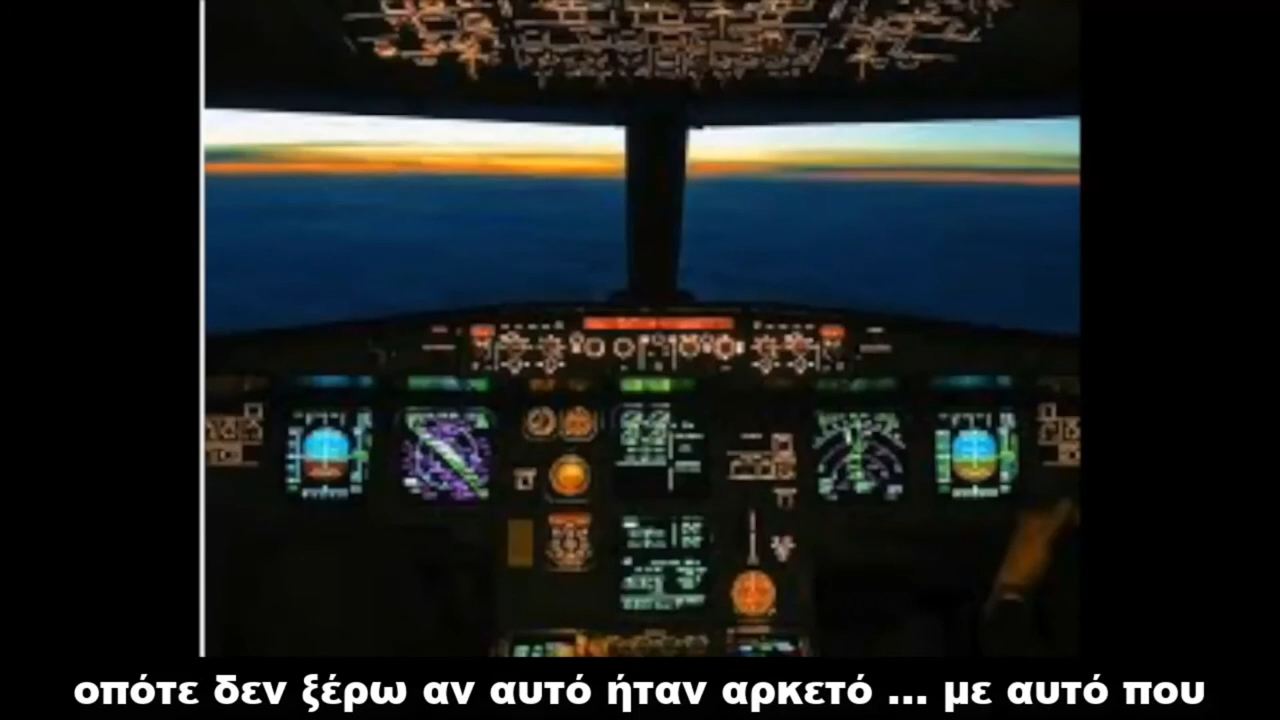 οπότε δεν ξέρω αν αυτό ήταν αρκετό ... με αυτό που